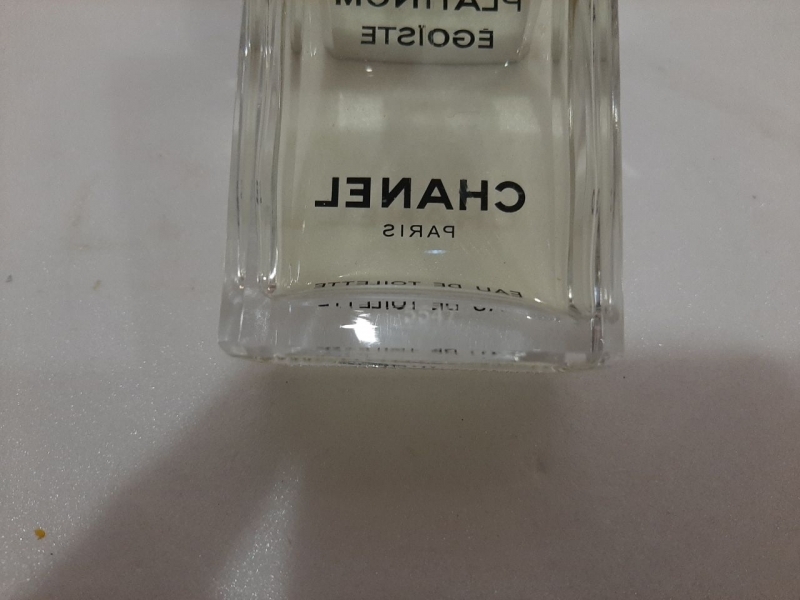 PLATINUM
ÉGOÏSTE
CHANEL
PARIS
EAU DE TOILETTE